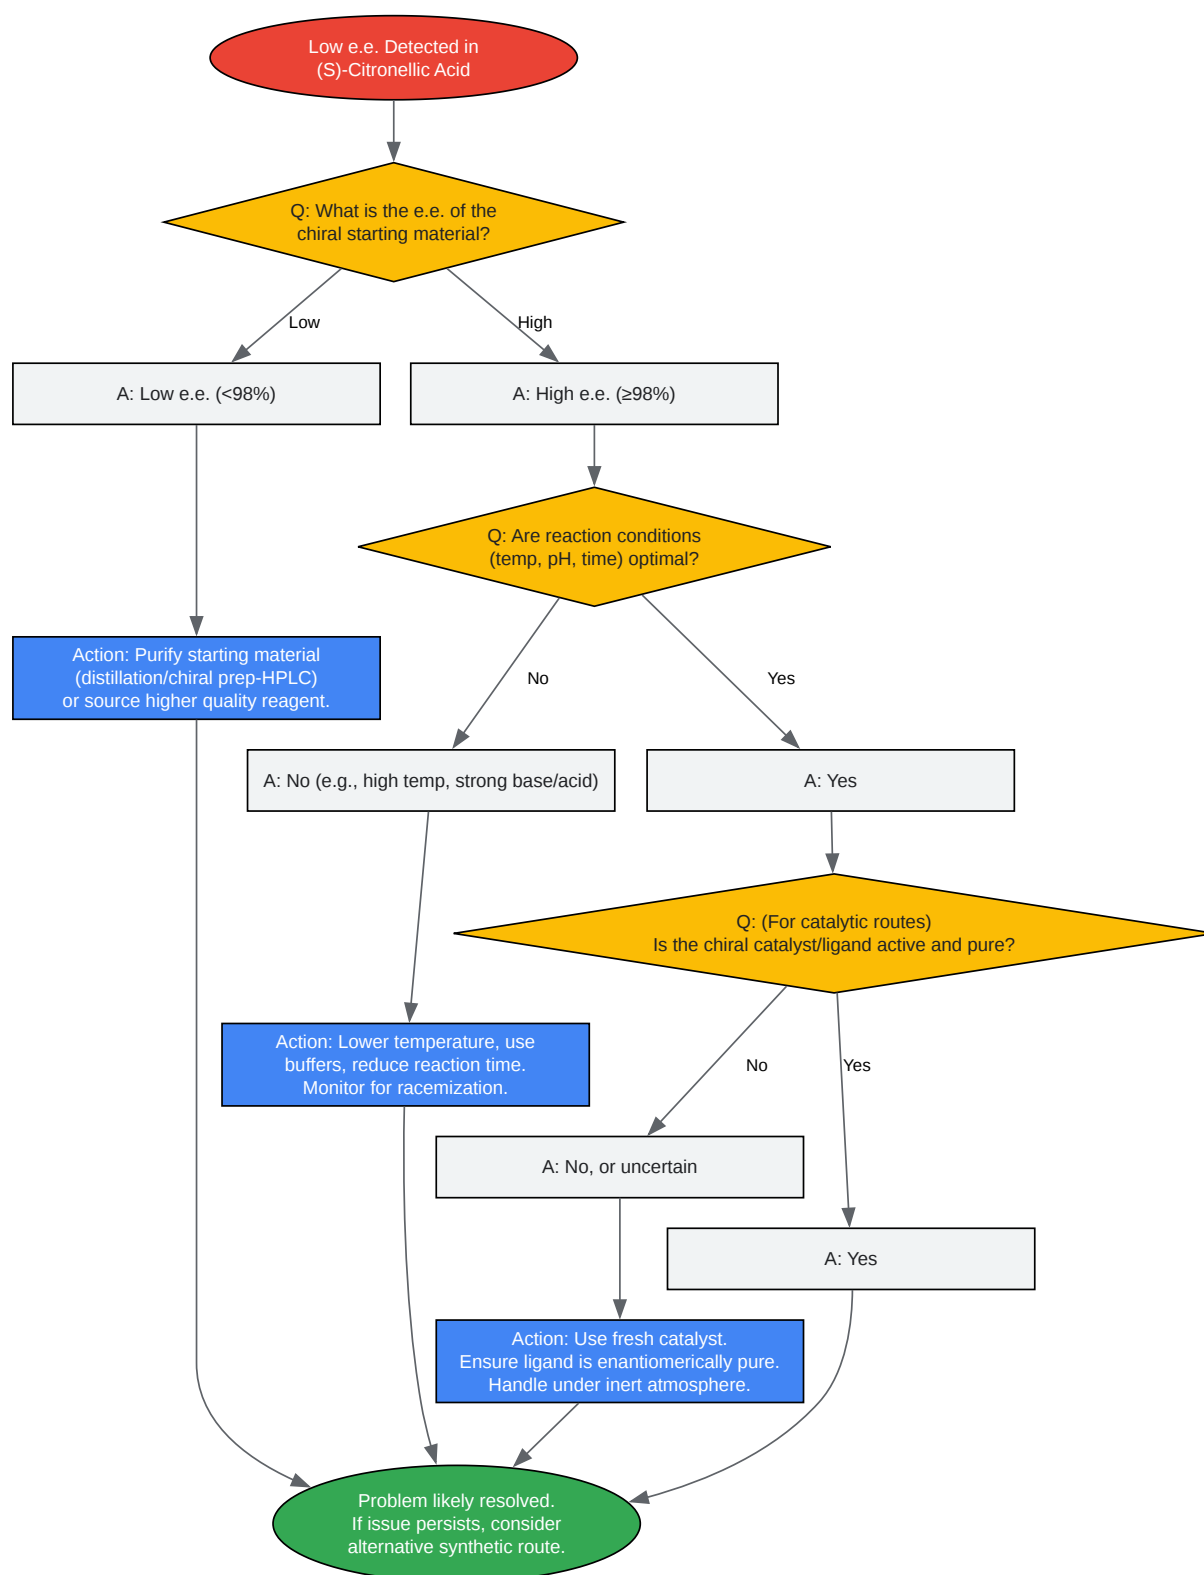 Low e.e. Detected in
(S)-Citronellic Acid
Q: What is the e.e. of the
chiral starting material?
Low
High
A: Low e.e. (<98%)
A: High e.e. (≥98%)
Q: Are reaction conditions
(temp, pH, time) optimal?
Action: Purify starting material
(distillation/chiral prep-HPLC)
or source higher quality reagent.
No
Yes
A: No (e.g., high temp, strong base/acid)
A: Yes
Q: (For catalytic routes)
Is the chiral catalyst/ligand active and pure?
Action: Lower temperature, use
buffers, reduce reaction time.
Monitor for racemization.
No
Yes
A: No, or uncertain
A: Yes
Action: Use fresh catalyst.
Ensure ligand is enantiomerically pure.
Handle under inert atmosphere.
Problem likely resolved.
If issue persists, consider
alternative synthetic route.